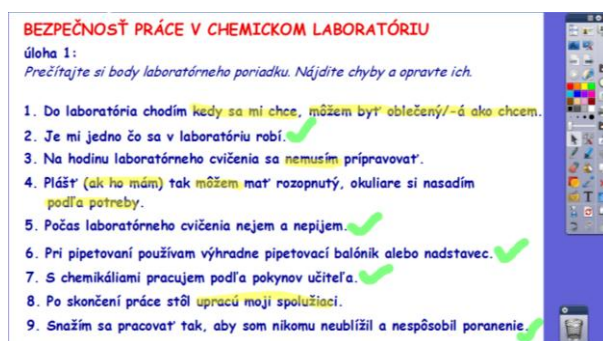 BEZPEČNOSŤ PRÁCE V CHEMICKOM LABORATÓRIU
úloha 1:
Prečítajte si body laboratórneho poriadku. Nájdite chyby a opravte ich.
1. Do laboratória chodím kedy sa mi chce, môžem byť oblečený/-á ako chcem.
2. Je mi jedno čo sa v laboratóriu robí.
3. Na hodinu laboratórneho cvičenia sa nemusím prípravovať.
4. Plášť (ak ho mám) tak môžem mať rozopnutý, okuliare si nasadím
podľa potreby.
5. Počas laboratórneho cvičenia nejem a nepijem.
6. Pri pipetovaní používam výhradne pipetovací balónik alebo nadstavec.
7. S chemikáliami pracujem podľa pokynov učiteľa.
8. Po skončení práce stôl upracú moji spolužiaci.
9. Snažím sa pracovať tak, aby som nikomu neublížil a nespôsobil poranenie.